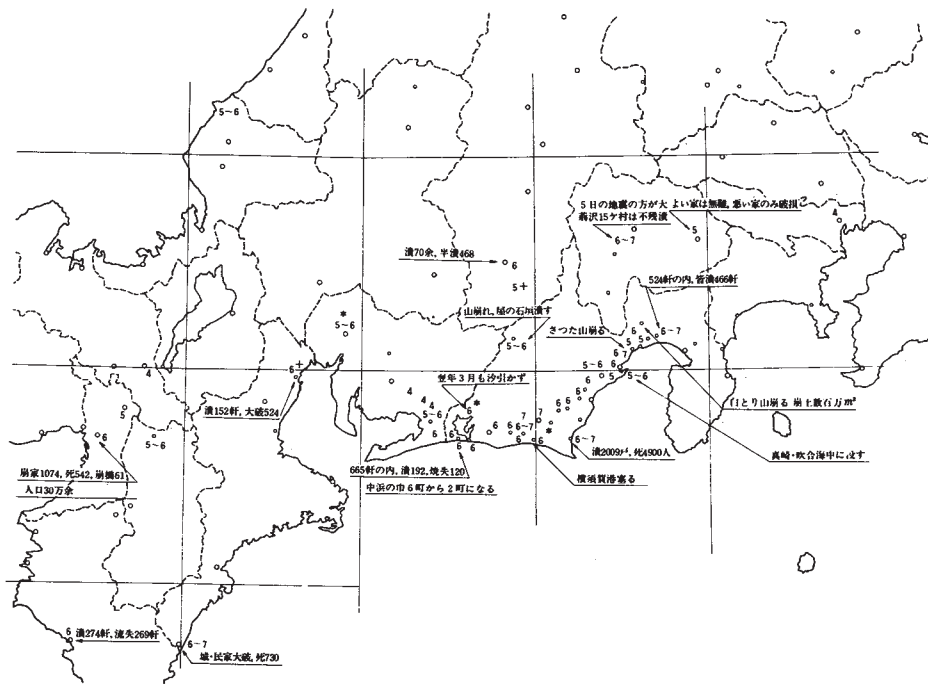 5～6
5日の地震の方が大
萩沢15ケ村は不残潰
よい家は無難，悪い家のみ破損
4
6～7
5
潰70余，半潰468
6
5+
524軒の内，皆潰466軒
山崩れ，屋の石垣潰す
*
5～6
5～6
さつた山崩る
6～7
6+
4
潰152軒，大破524
翌年3月も汐引かず
5～6
5～6
白とり山崩る 崩土数百万m³
5
6
5～6
4
4
4
5～6
6
6
*
6
6
6
6
6～7
6
7
7
6
6
*
6
6～7
潰2009戸，死4900人
真崎・吹合海中に没す
崩家1074，死542，崩橋61
人口30万余
665軒の内，潰192，焼失120
中浜の巾6町から2町になる
横須賀港塞る
6
潰274軒，流失269軒
6～7
城・民家大破，死730